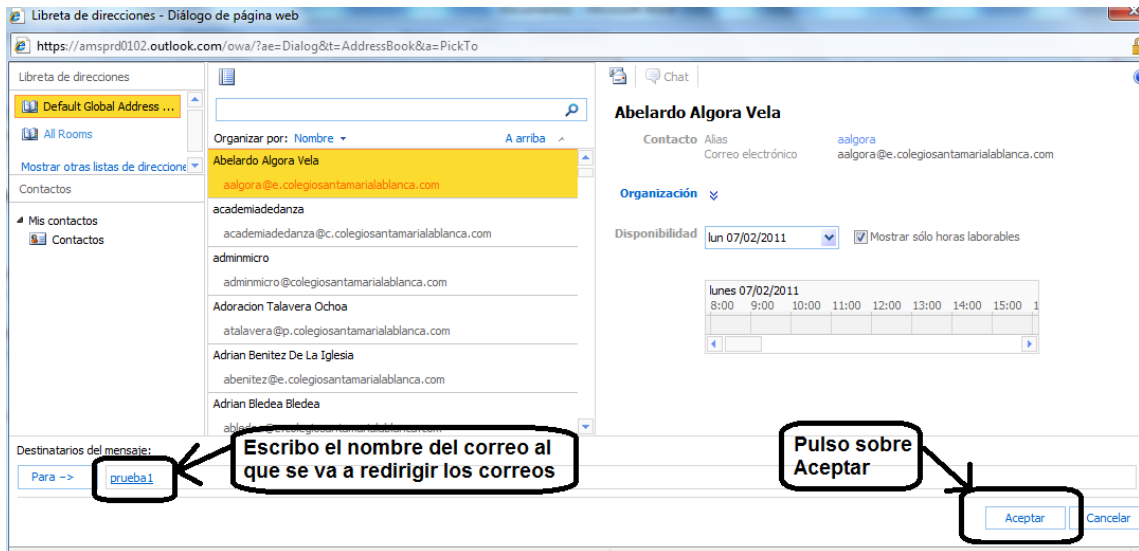 Libreta de direcciones - Diálogo de página web
https://amsprd0102.outlook.com/owa/?ae=Dialog&t=AddressBook&a=PickTo
Libreta de direcciones
Default Global Address ...
All Rooms
Mostrar otras listas de direccione
Contactos
Mis contactos
Contactos
Organizar por: Nombre
A arriba
Abelardo Algora Vela
aalgora@e.colegiosantamarialablanca.com
academiadedanza
academiadedanza@c.colegiosantamarialablanca.com
adminmicro
adminmicro@colegiosantamarialablanca.com
Adoracion Talavera Ochoa
atalavera@p.colegiosantamarialablanca.com
Adrian Benitez De La Iglesia
abenitez@e.colegiosantamarialablanca.com
Adrian Bledea Bledea
Chat
Abelardo Algora Vela
Contacto Alias aalgora
Correo electrónico aalgora@e.colegiosantamarialablanca.com
Organización
Disponibilidad lun 07/02/2011 Mostrar sólo horas laborables
lunes 07/02/2011
8:00 9:00 10:00 11:00 12:00 13:00 14:00 15:00 1
Destinatarios del mensaje:
Para -> prueba1
Escribo el nombre del correo al
que se va a redirigir los correos
Pulso sobre
Aceptar
Aceptar Cancelar